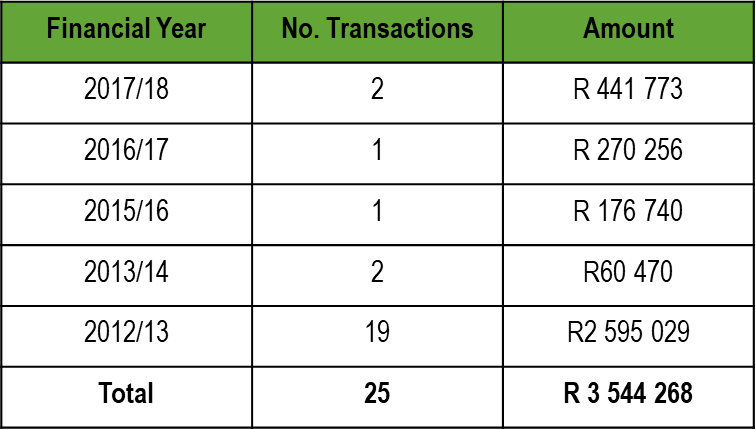 Financial Year No. Transactions Amount
2017/18 2 R 441 773
2016/17 1 R 270 256
2015/16 1 R 176 740
2013/14 2 R60 470
2012/13 19 R2 595 029
Total 25 R 3 544 268